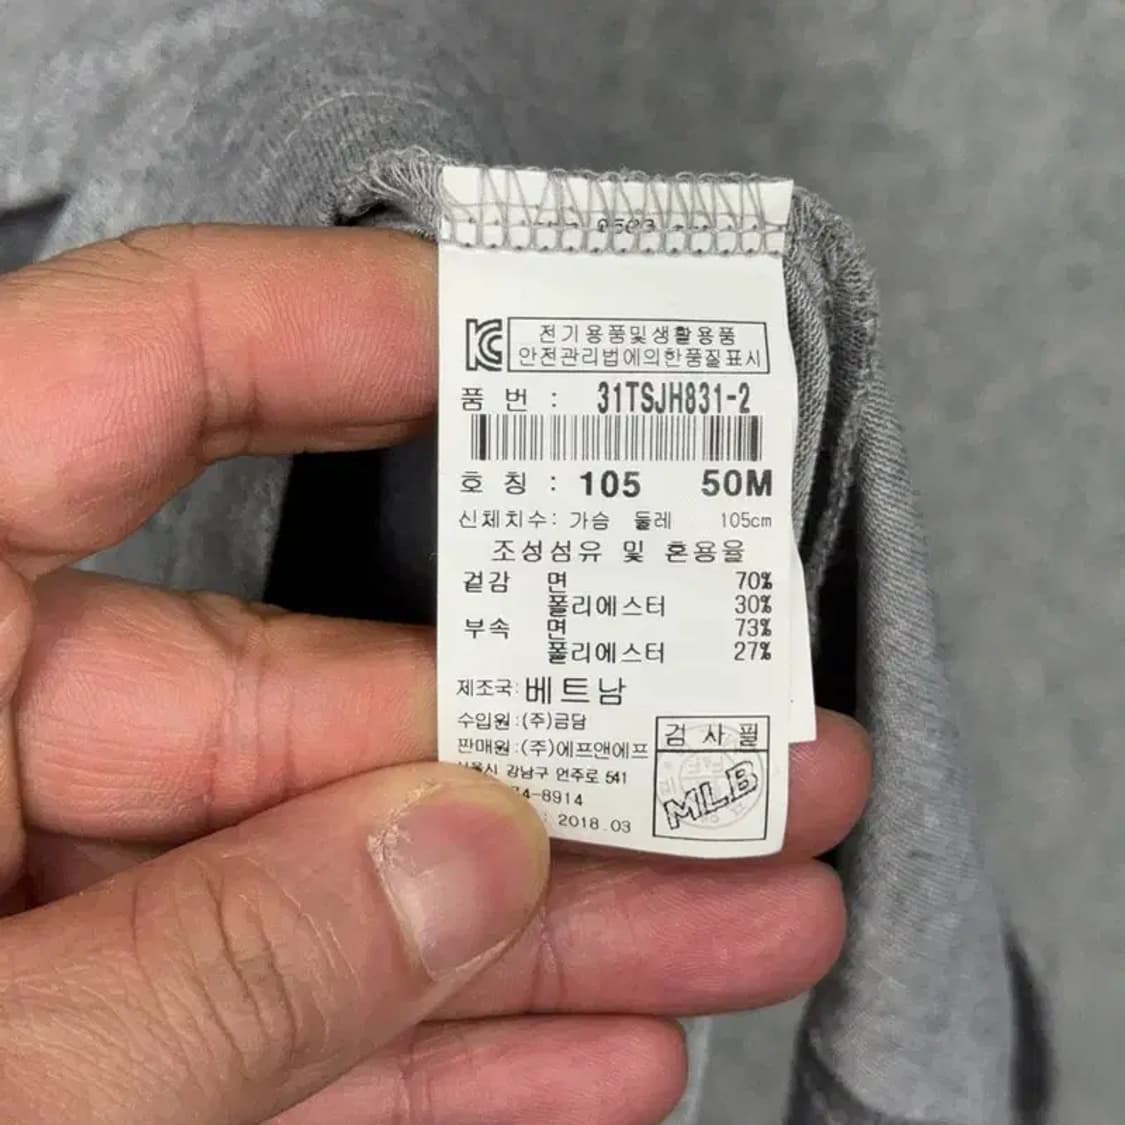 0523
KC 전기용품및생활용품
안전관리법에의한품질표시
품 번 : 31TSJH831-2
호 칭 : 105 50M
신체치수: 가슴 둘레 105cm
조성섬유 및 혼용율
겉감 면 70%
폴리에스터 30%
부속 면 73%
폴리에스터 27%
제조국: 베트남
수입원:(주)금담
판매원:(주)에프앤에프
강남구 언주로 541
4-8914
: 2018.03
검 사 필
MLB